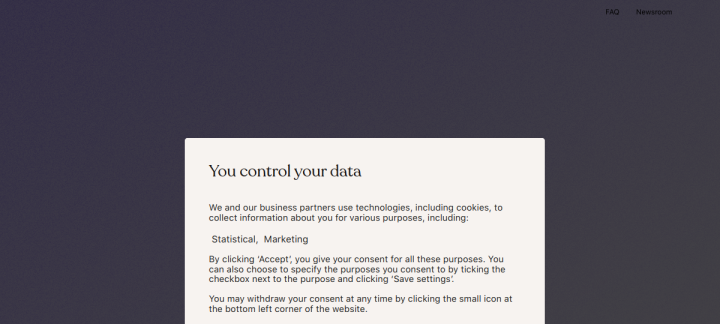 FAQ Newsroom
You control your data
We and our business partners use technologies, including cookies, to
collect information about you for various purposes, including:
Statistical, Marketing
By clicking ‘Accept’, you give your consent for all these purposes. You
can also choose to specify the purposes you consent to by ticking the
checkbox next to the purpose and clicking ‘Save settings’.
You may withdraw your consent at any time by clicking the small icon at
the bottom left corner of the website.